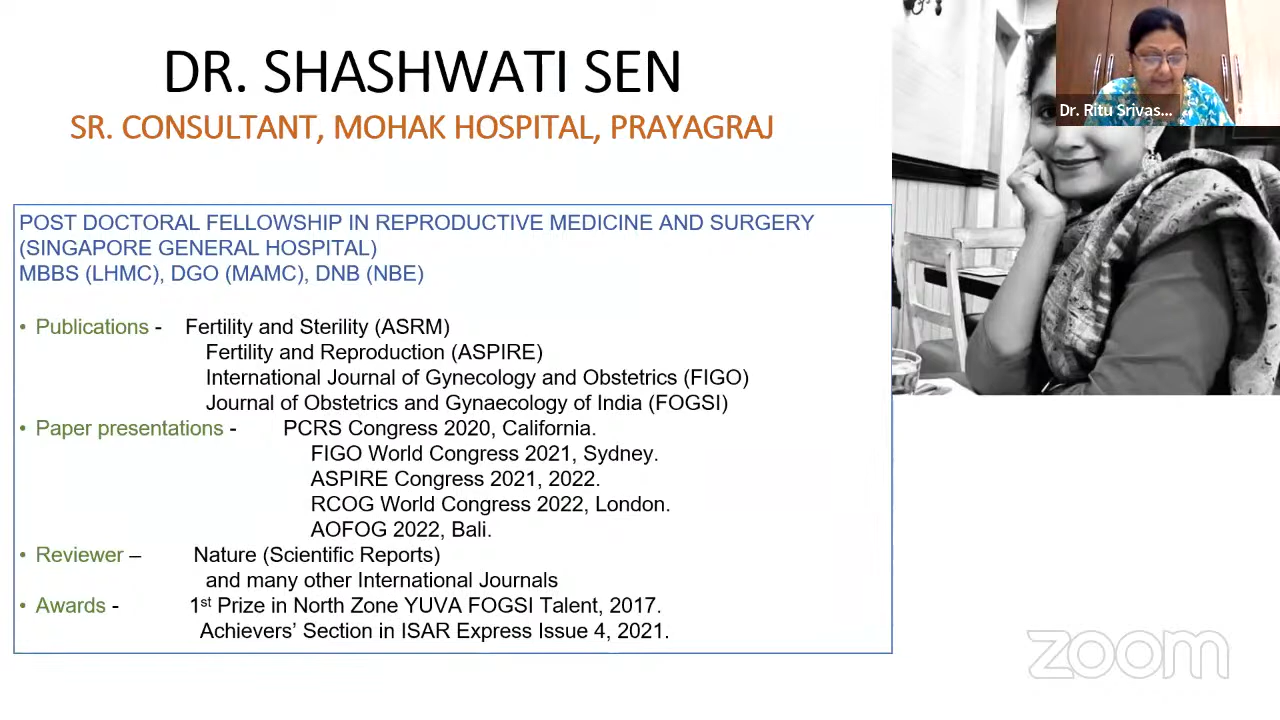 DR. SHASHWATI SEN
SR. CONSULTANT, MOHAK HOSPITAL, PRAYAGRAJ
Dr. Ritu Srivas...
POST DOCTORAL FELLOWSHIP IN REPRODUCTIVE MEDICINE AND SURGERY
(SINGAPORE GENERAL HOSPITAL)
MBBS (LHMC), DGO (MAMC), DNB (NBE)
• Publications - Fertility and Sterility (ASRM)
Fertility and Reproduction (ASPIRE)
International Journal of Gynecology and Obstetrics (FIGO)
Journal of Obstetrics and Gynaecology of India (FOGSI)
• Paper presentations - PCRS Congress 2020, California.
FIGO World Congress 2021, Sydney.
ASPIRE Congress 2021, 2022.
RCOG World Congress 2022, London.
AOFOG 2022, Bali.
• Reviewer – Nature (Scientific Reports)
and many other International Journals
• Awards - 1st Prize in North Zone YUVA FOGSI Talent, 2017.
Achievers' Section in ISAR Express Issue 4, 2021.
zoom